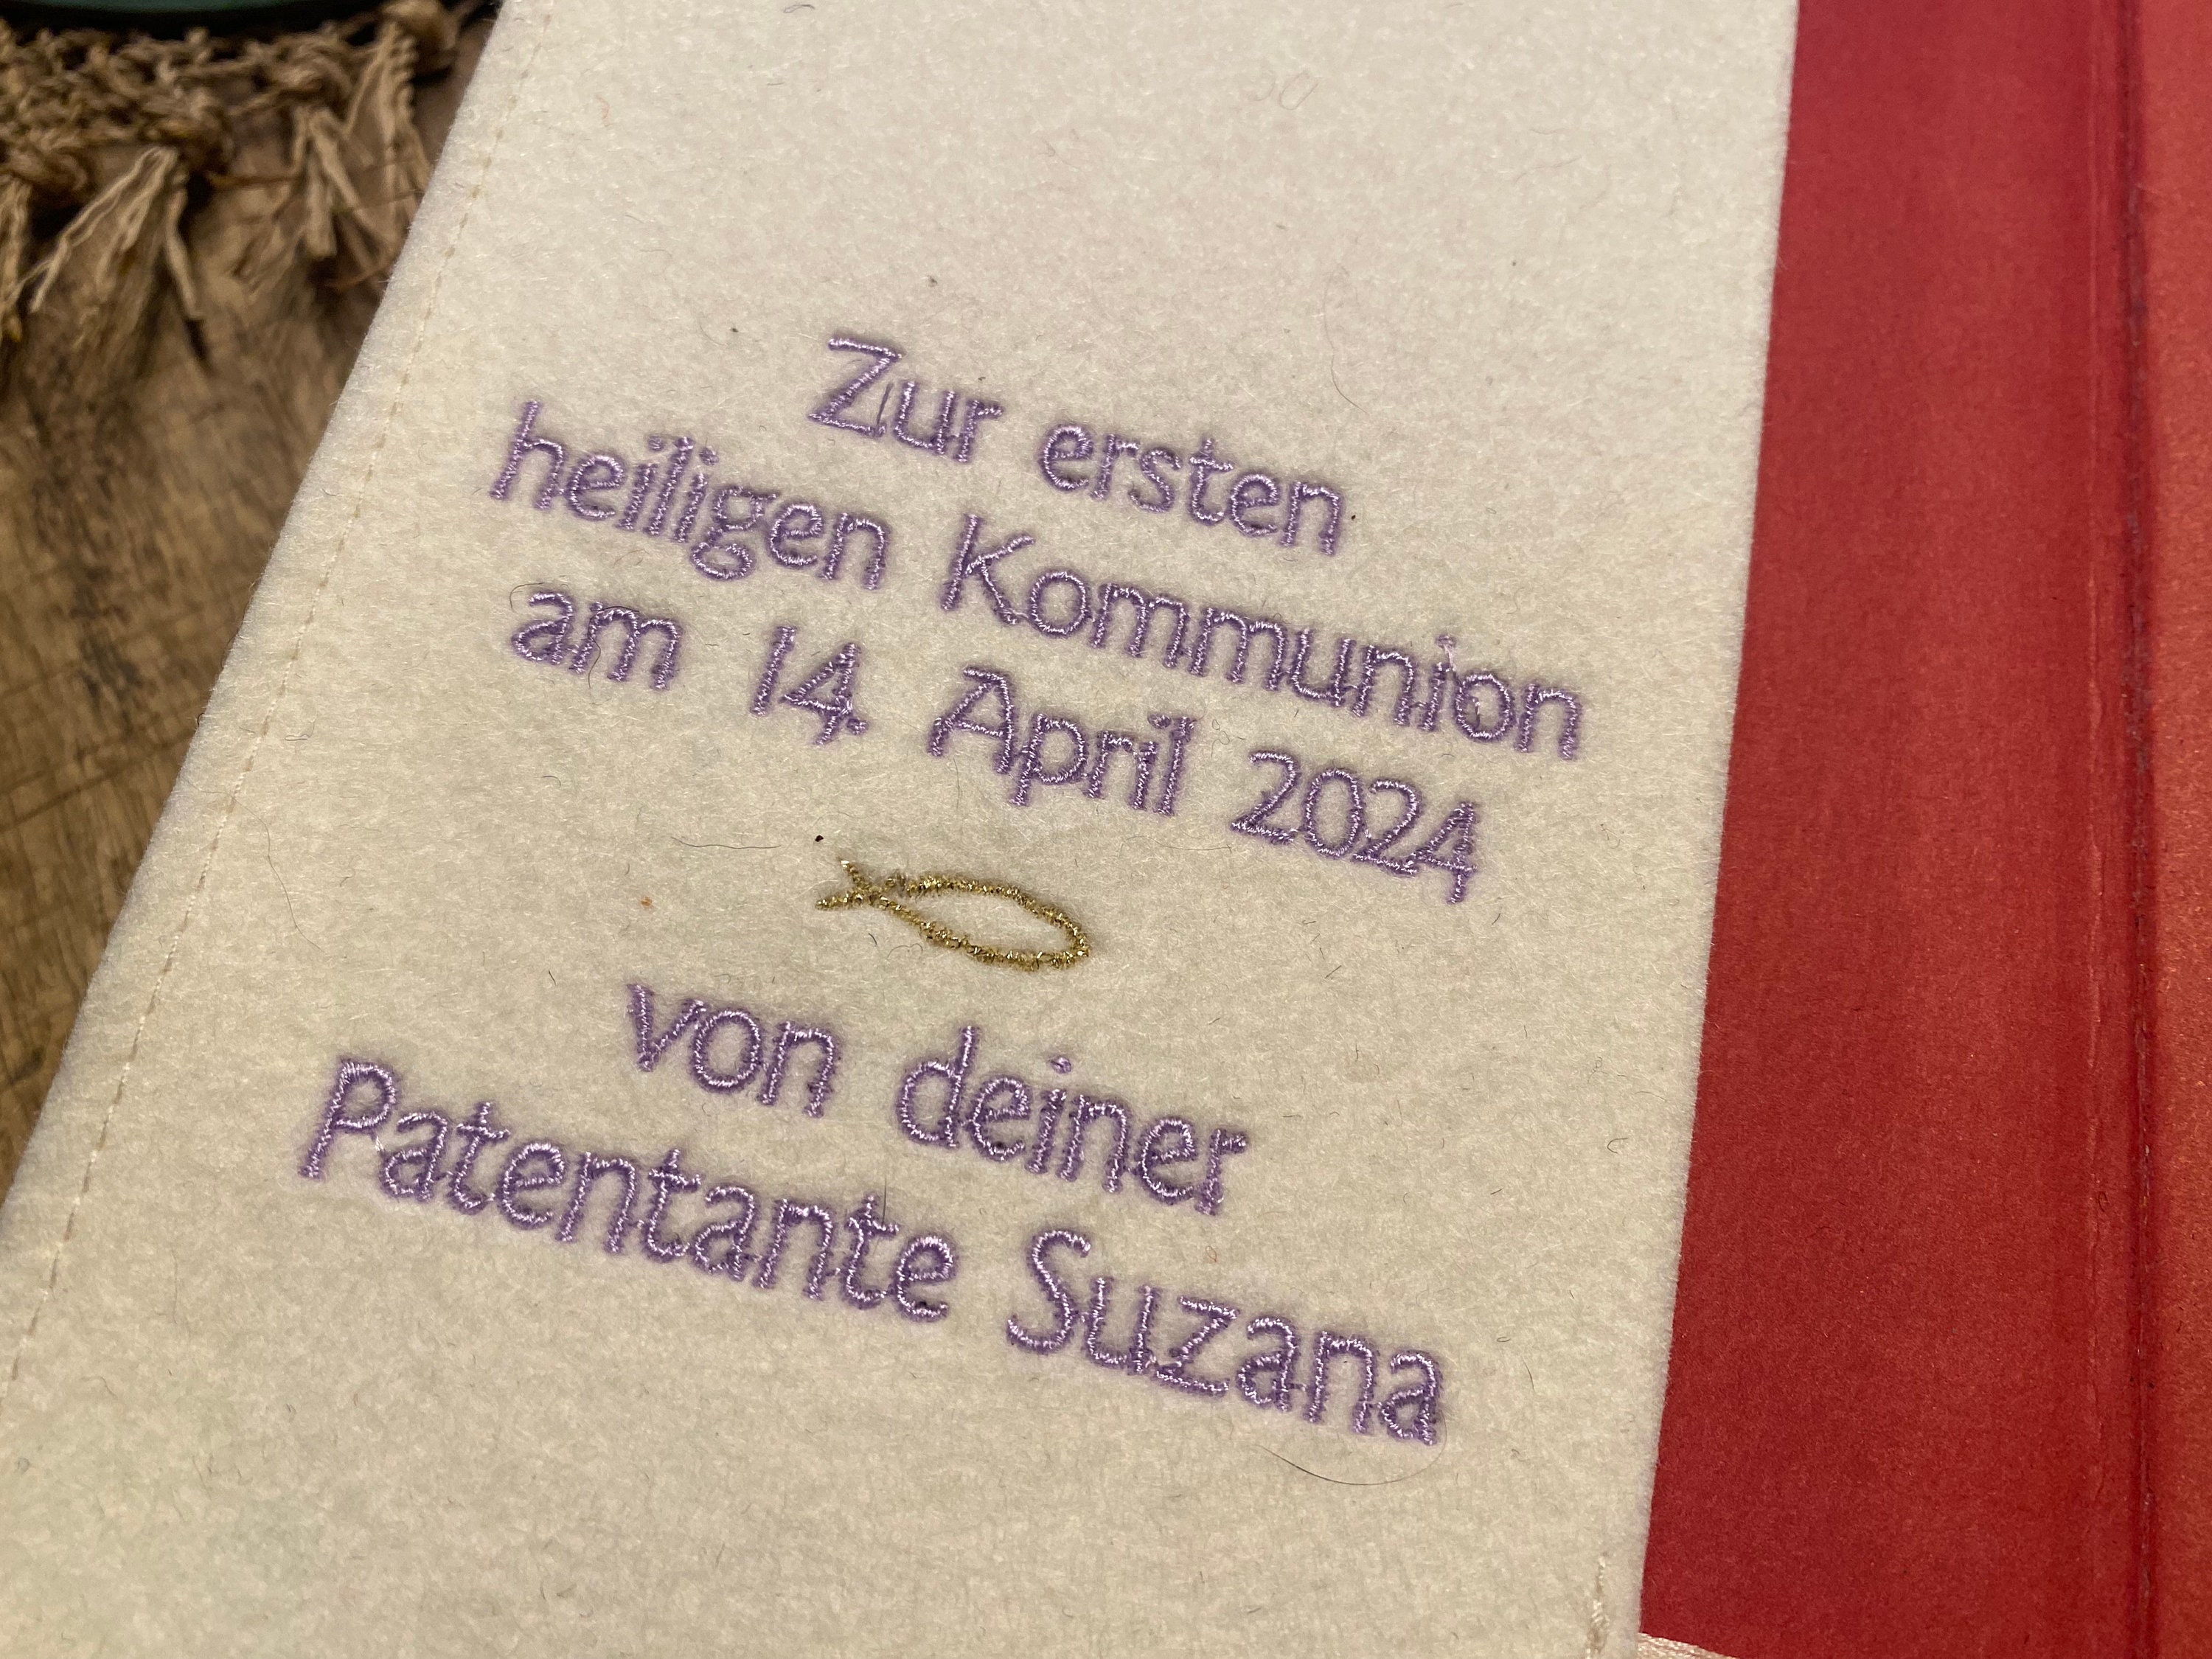 Zur ersten
heiligen Kommunion
am 14. April 2024
von deiner
Patentante Suzana